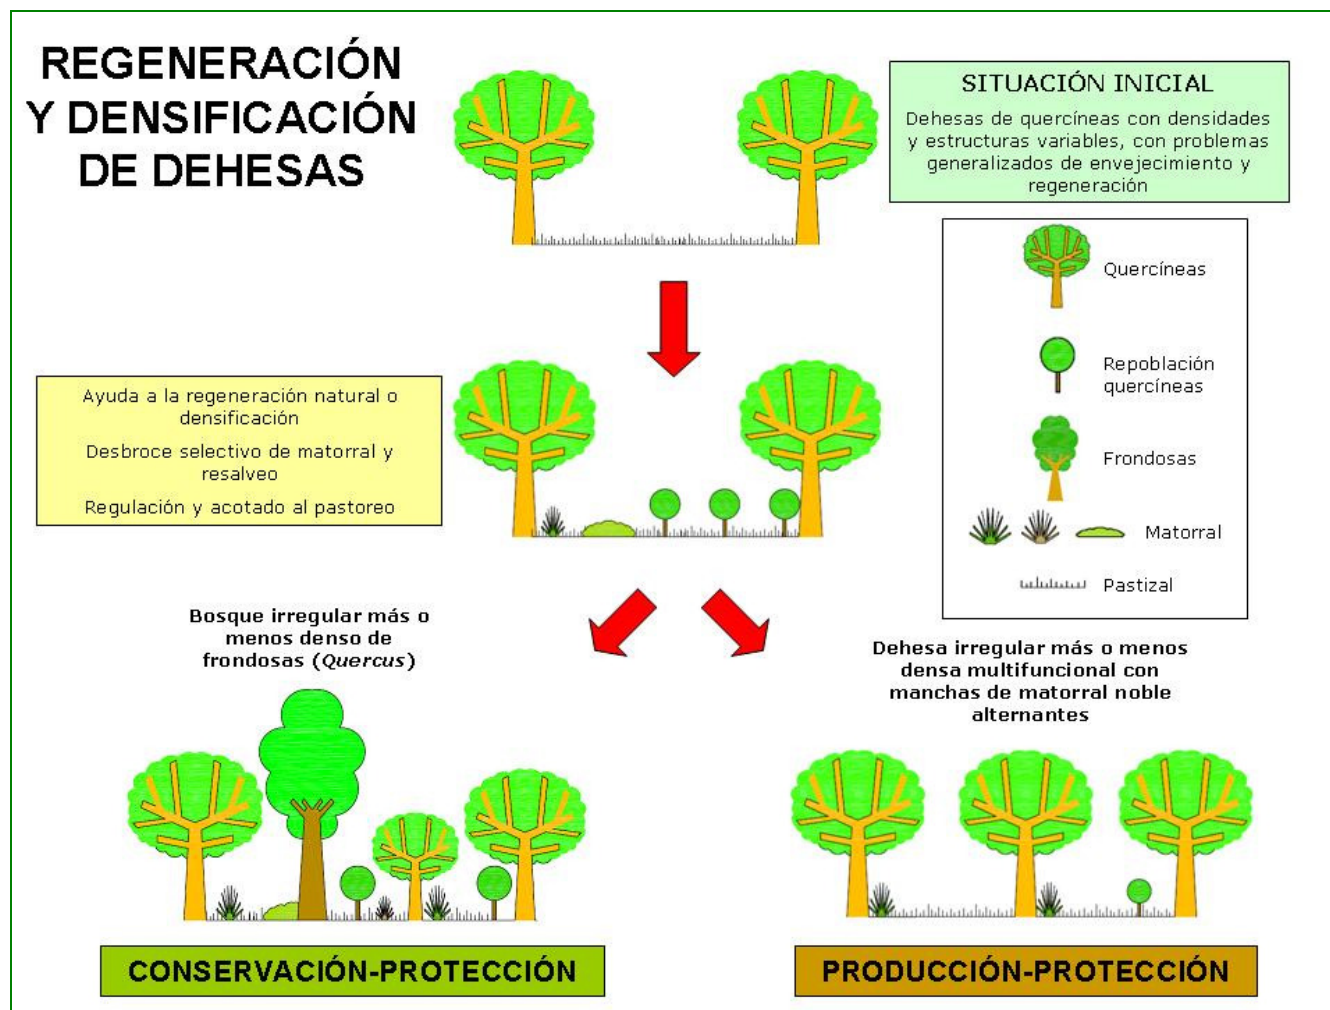 REGENERACIÓN
Y DENSIFICACIÓN
DE DEHESAS
SITUACIÓN INICIAL
Dehesas de quercíneas con densidades
y estructuras variables, con problemas
generalizados de envejecimiento y
regeneración
Quercíneas
Repoblación
quercíneas
Frondosas
Matorral
Pastizal
Ayuda a la regeneración natural o
densificación
Desbroce selectivo de matorral y
resalveo
Regulación y acotado al pastoreo
Bosque irregular más o
menos denso de
frondosas (Quercus)
Dehesa irregular más o menos
densa multifuncional con
manchas de matorral noble
alternantes
CONSERVACIÓN-PROTECCIÓN
PRODUCCIÓN-PROTECCIÓN